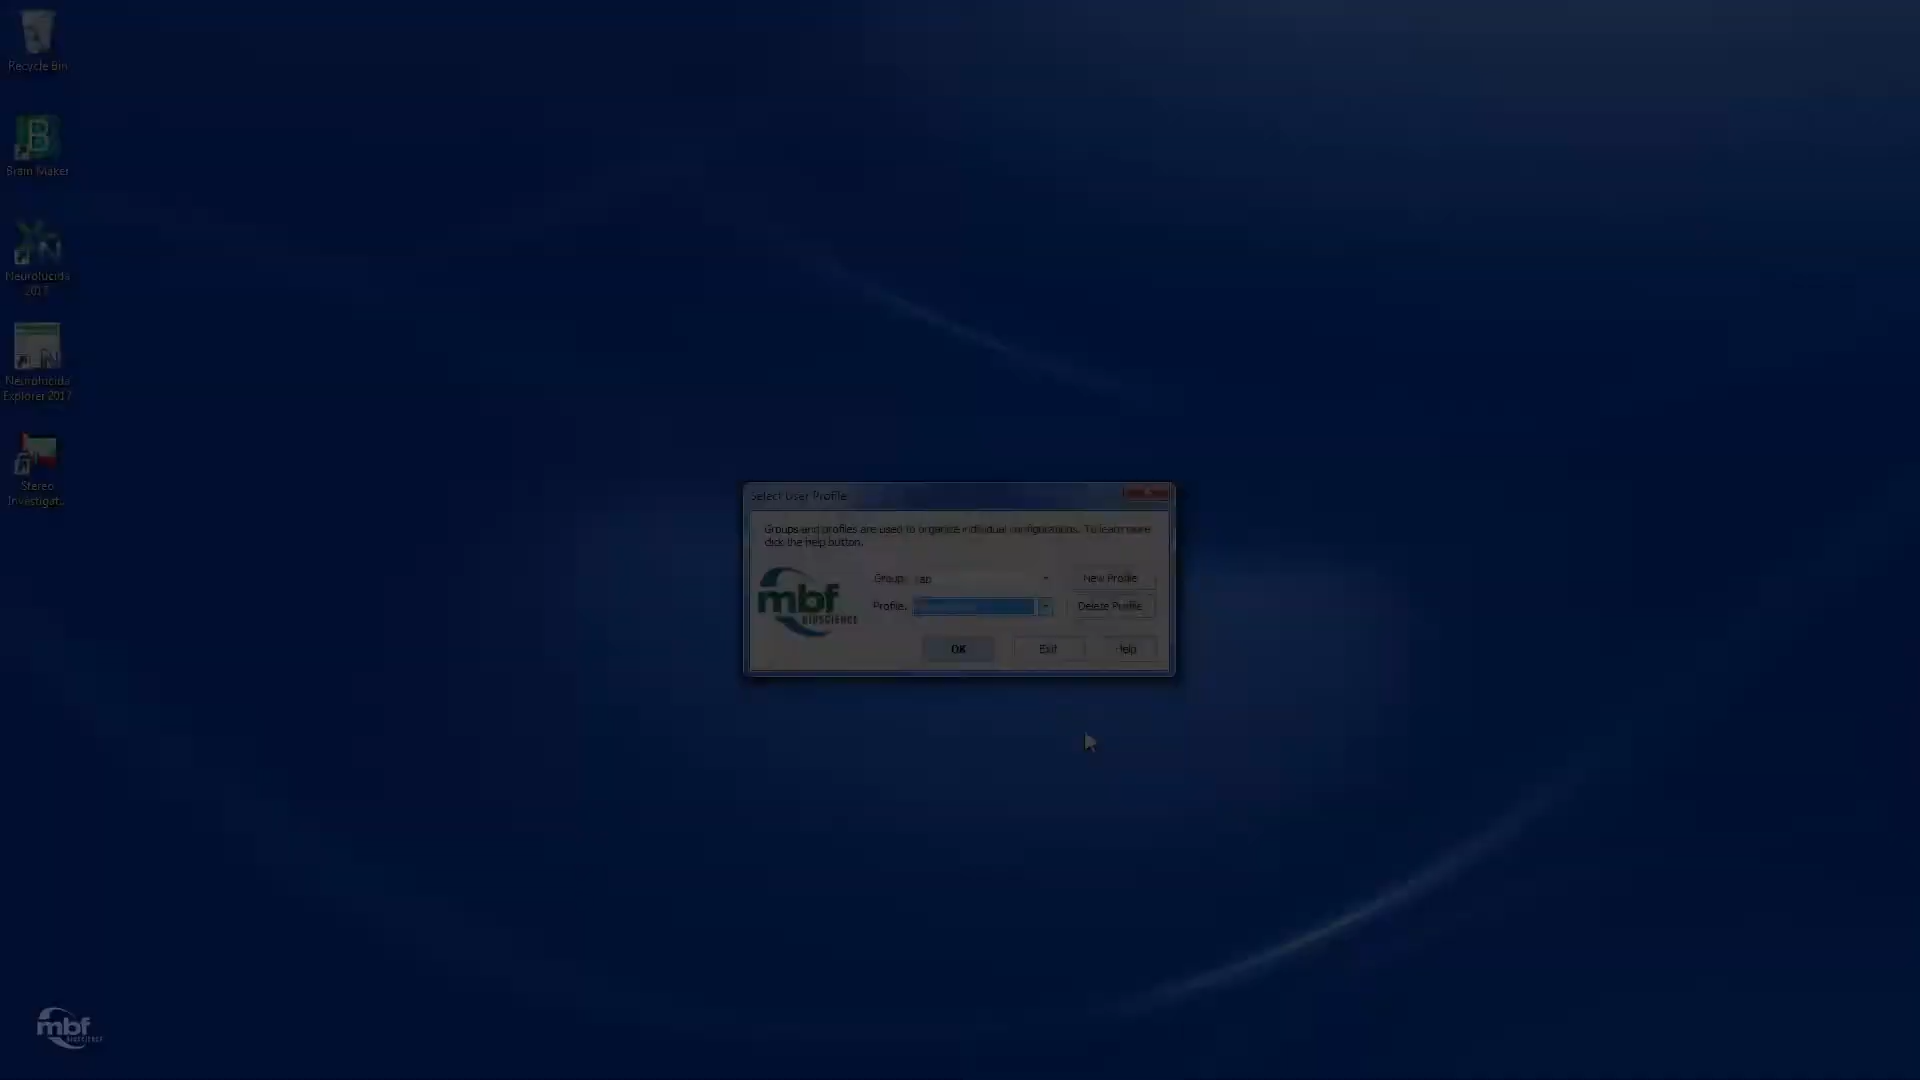 Recycle Bin
Brain Maker
Neurolucida
2017
Neurolucida
Explorer 2017
Stereo
Investigat...
Select User Profile
Groups and profiles are used to organize individual configurations. To learn more
click the help button.
Group:
New Profile
mbf
BIOSCIENCE
Profile:
Delete Profile
OK
Exit
Help
mbf
BIOSCIENCE